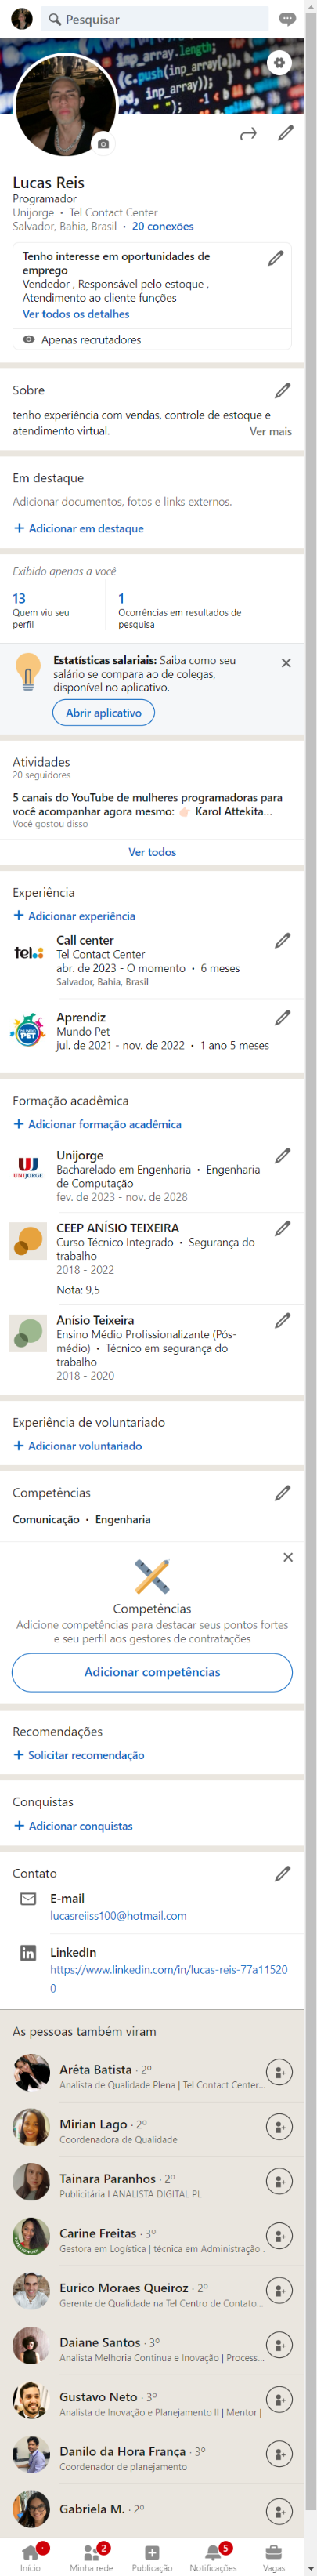 Pesquisar
inp_array[a]),
push(inp_array
array));
Lucas Reis
Programador
Unijorge • Tel Contact Center
Salvador, Bahia, Brasil • 20 conexões
Tenho interesse em oportunidades de
emprego
Vendedor , Responsável pelo estoque ,
Atendimento ao cliente funções
Ver todos os detalhes
Apenas recrutadores
Sobre
tenho experiência com vendas, controle de estoque e
atendimento virtual. Ver mais
Em destaque
Adicionar documentos, fotos e links externos.
+ Adicionar em destaque
Exibido apenas a você
13 1
Quem viu seu Ocorrências em resultados de
perfil pesquisa
Estatísticas salariais: Saiba como seu
salário se compara ao de colegas,
disponível no aplicativo.
Abrir aplicativo
Atividades
20 seguidores
5 canais do YouTube de mulheres programadoras para
você acompanhar agora mesmo: 👉🏻 Karol Attekita...
Você gostou disso
Ver todos
Experiência
+ Adicionar experiência
Call center
tel
Tel Contact Center
abr. de 2023 - O momento • 6 meses
Salvador, Bahia, Brasil
Aprendiz
MUNDO PET
Mundo Pet
jul. de 2021 - nov. de 2022 • 1 ano 5 meses
Formação acadêmica
+ Adicionar formação acadêmica
Unijorge
UNIJORGE
Bacharelado em Engenharia • Engenharia
de Computação
fev. de 2023 - nov. de 2028
CEEP ANÍSIO TEIXEIRA
Curso Técnico Integrado • Segurança do
trabalho
2018 - 2022
Nota: 9,5
Anísio Teixeira
Ensino Médio Profissionalizante (Pós-
médio) • Técnico em segurança do
trabalho
2018 - 2020
Experiência de voluntariado
+ Adicionar voluntariado
Competências
Comunicação • Engenharia
Competências
Adicione competências para destacar seus pontos fortes
e seu perfil aos gestores de contratações
Adicionar competências
Recomendações
+ Solicitar recomendação
Conquistas
+ Adicionar conquistas
Contato
E-mail
lucasreiiss100@hotmail.com
LinkedIn
https://www.linkedin.com/in/lucas-reis-77a11520
0
As pessoas também viram
Arêta Batista · 2º
Analista de Qualidade Plena | Tel Contact Center...
Mirian Lago · 2º
Coordenadora de Qualidade
Tainara Paranhos · 2º
Publicitária I ANALISTA DIGITAL PL
Carine Freitas · 3º
Gestora em Logística | técnica em Administração .
Eurico Moraes Queiroz · 2º
Gerente de Qualidade na Tel Centro de Contato...
Daiane Santos · 3º
Analista Melhoria Continua e Inovação | Process...
Gustavo Neto · 3º
Analista de Inovação e Planejamento II | Mentor |
Danilo da Hora França · 3º
Coordenador de planejamento
Gabriela M. · 2º
2 5
Início Minha rede Publicação Notificações Vagas